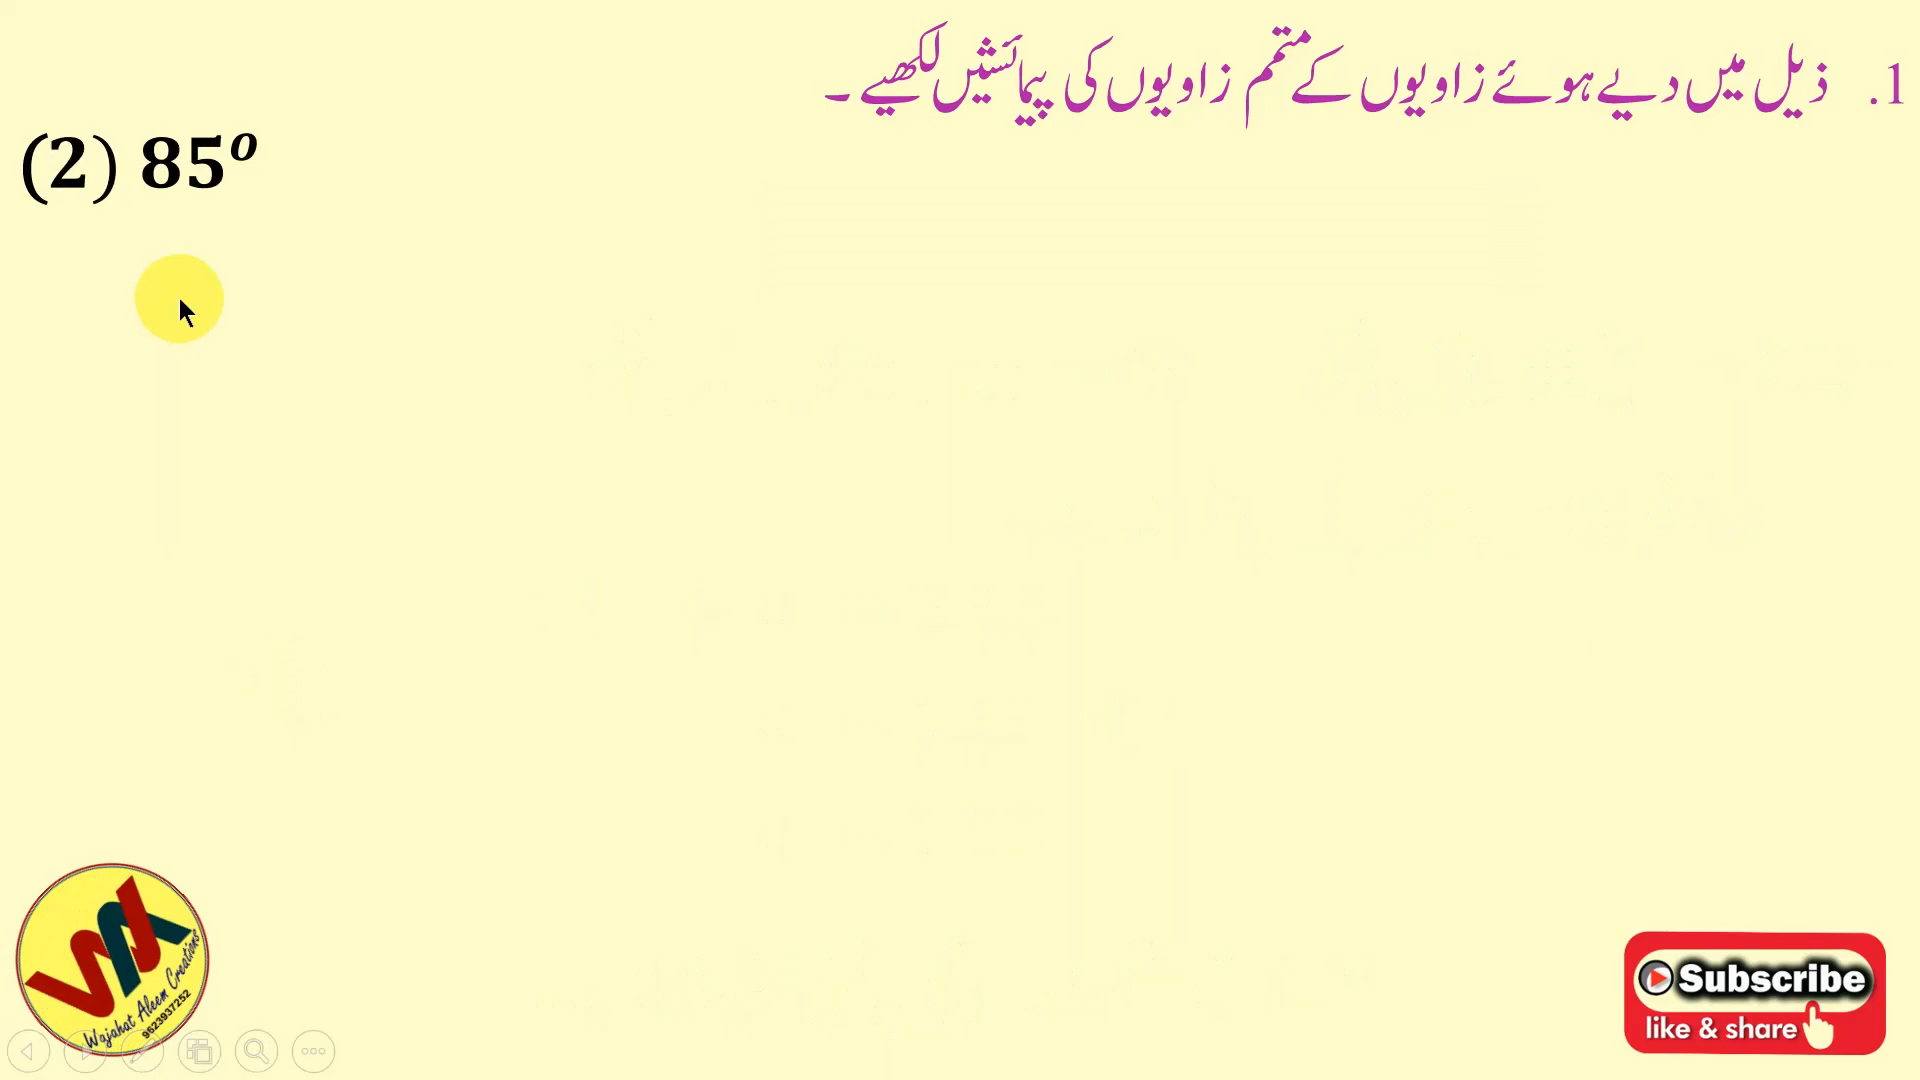 1. ذیل میں دیے ہوئے زاویوں کے متمم زاویوں کی پیمائشیں لکھیے ۔
(2) 85°
Wajahat Aleem Creations
9623937252
Subscribe
like & share